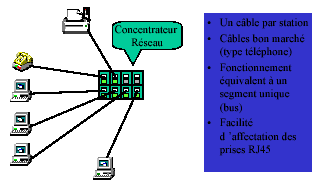 Concentrateur
Réseau
• Un câble par station
• Câbles bon marché
(type téléphone)
• Fonctionnement
équivalent à un
segment unique
(bus)
• Facilité
d 'affectation des
prises RJ45